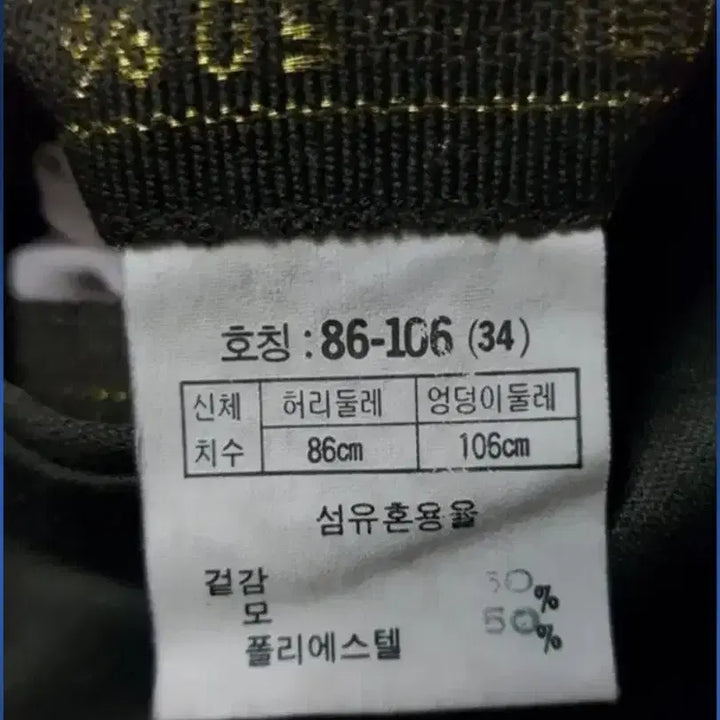 호칭 : 86-106 (34)
신체 치수 허리둘레 엉덩이둘레
86cm 106cm
섬유혼용율
겉감
모 50%
폴리에스텔 50%